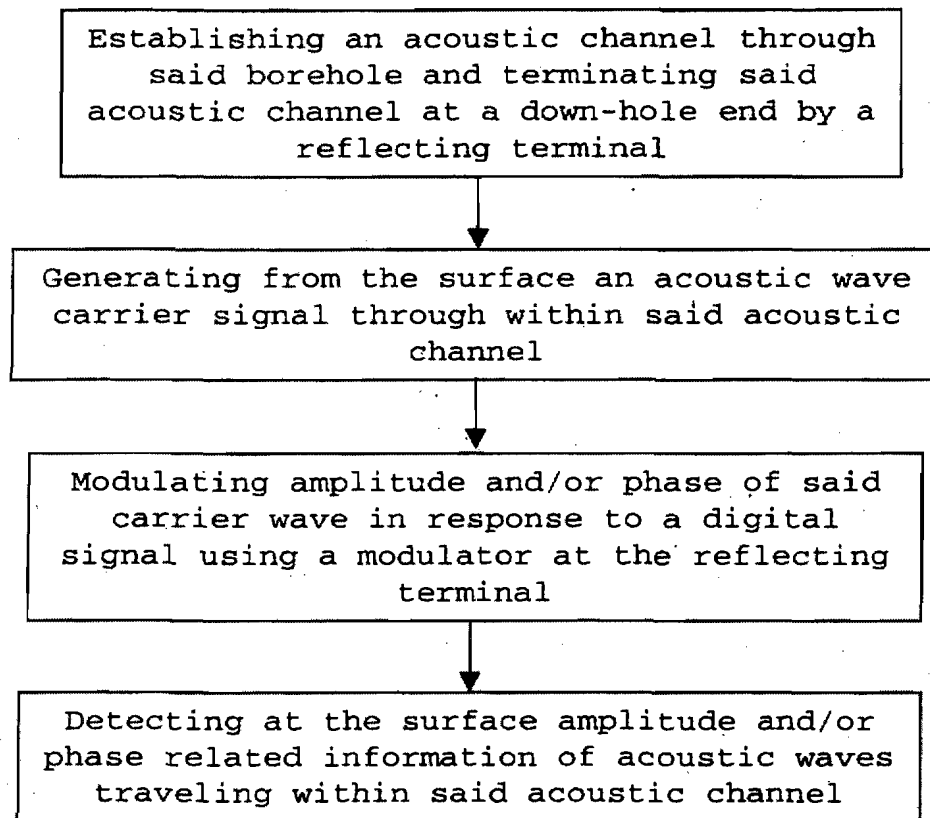 Establishing an acoustic channel through
said borehole and terminating said
acoustic channel at a down-hole end by a
reflecting terminal
Generating from the surface an acoustic wave
carrier signal through within said acoustic
channel
Modulating amplitude and/or phase of said
carrier wave in response to a digital
signal using a modulator at the reflecting
terminal
Detecting at the surface amplitude and/or
phase related information of acoustic waves
traveling within said acoustic channel